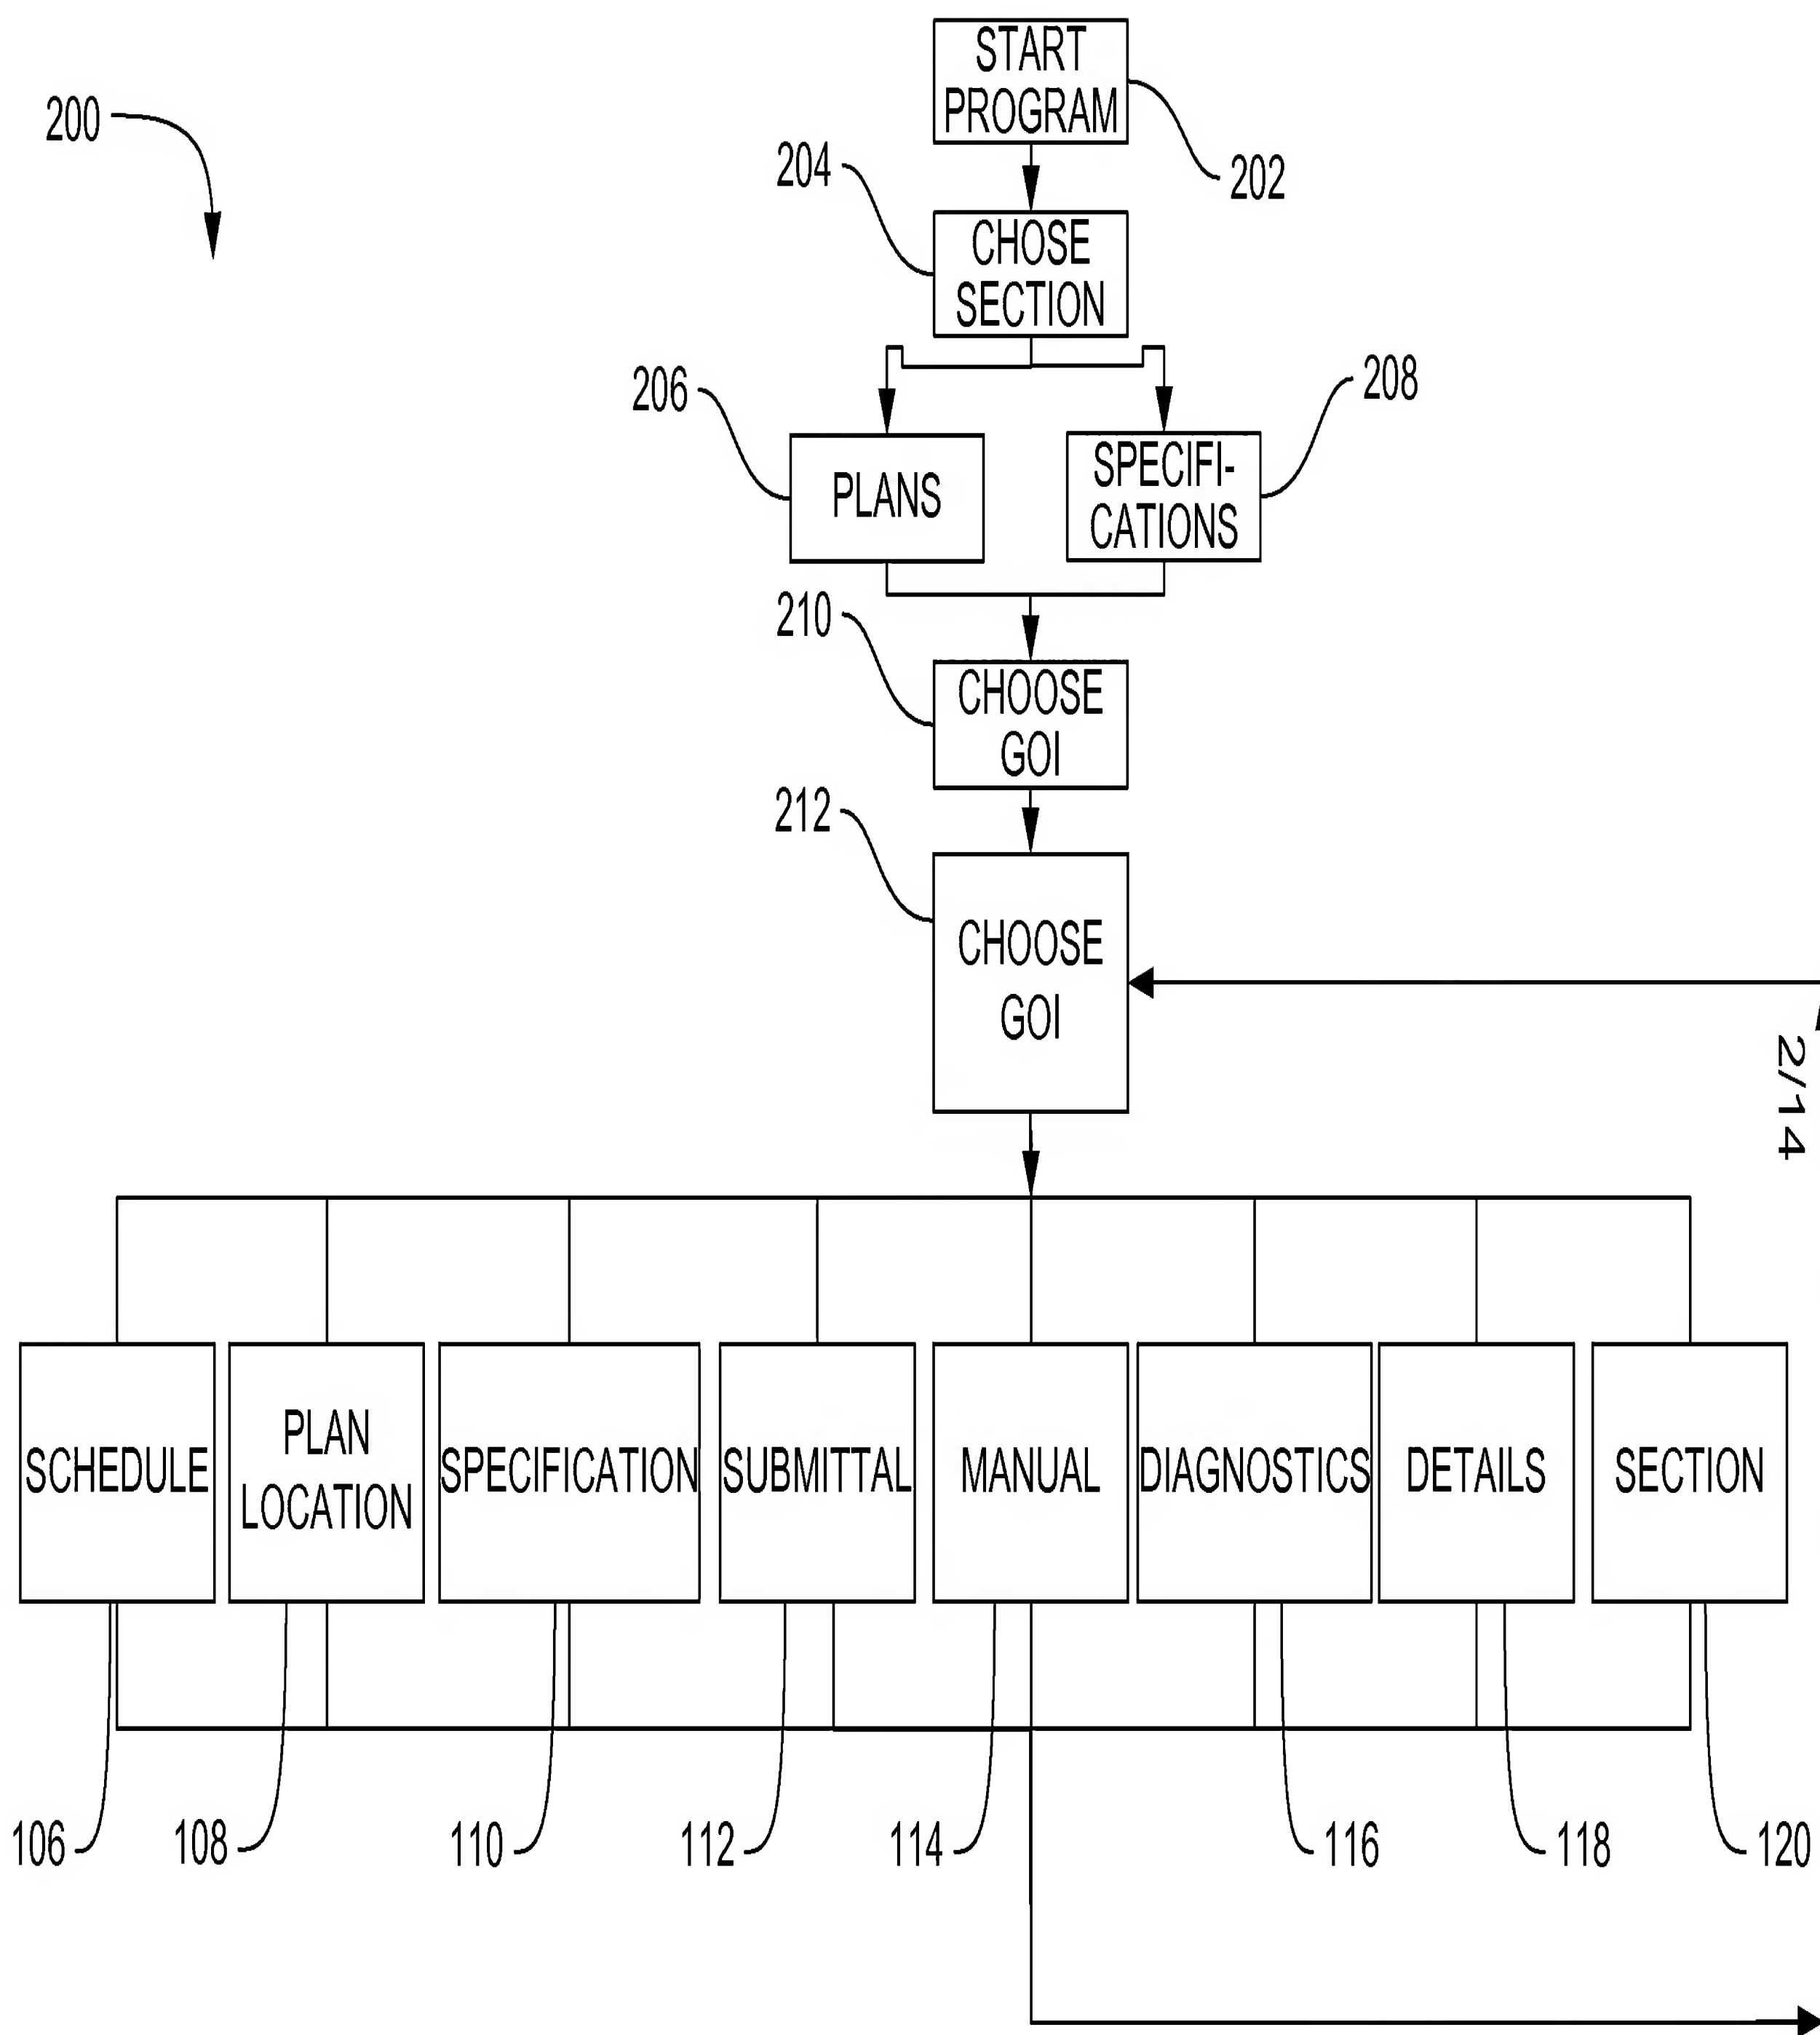 START
PROGRAM
200
204
202
CHOSE
SECTION
206
208
PLANS
SPECIFI-
CATIONS
210
CHOOSE
GOI
212
CHOOSE
GOI
2/14
SCHEDULE
PLAN
LOCATION
SPECIFICATION
SUBMITTAL
MANUAL
DIAGNOSTICS
DETAILS
SECTION
106
108
110
112
114
116
118
120